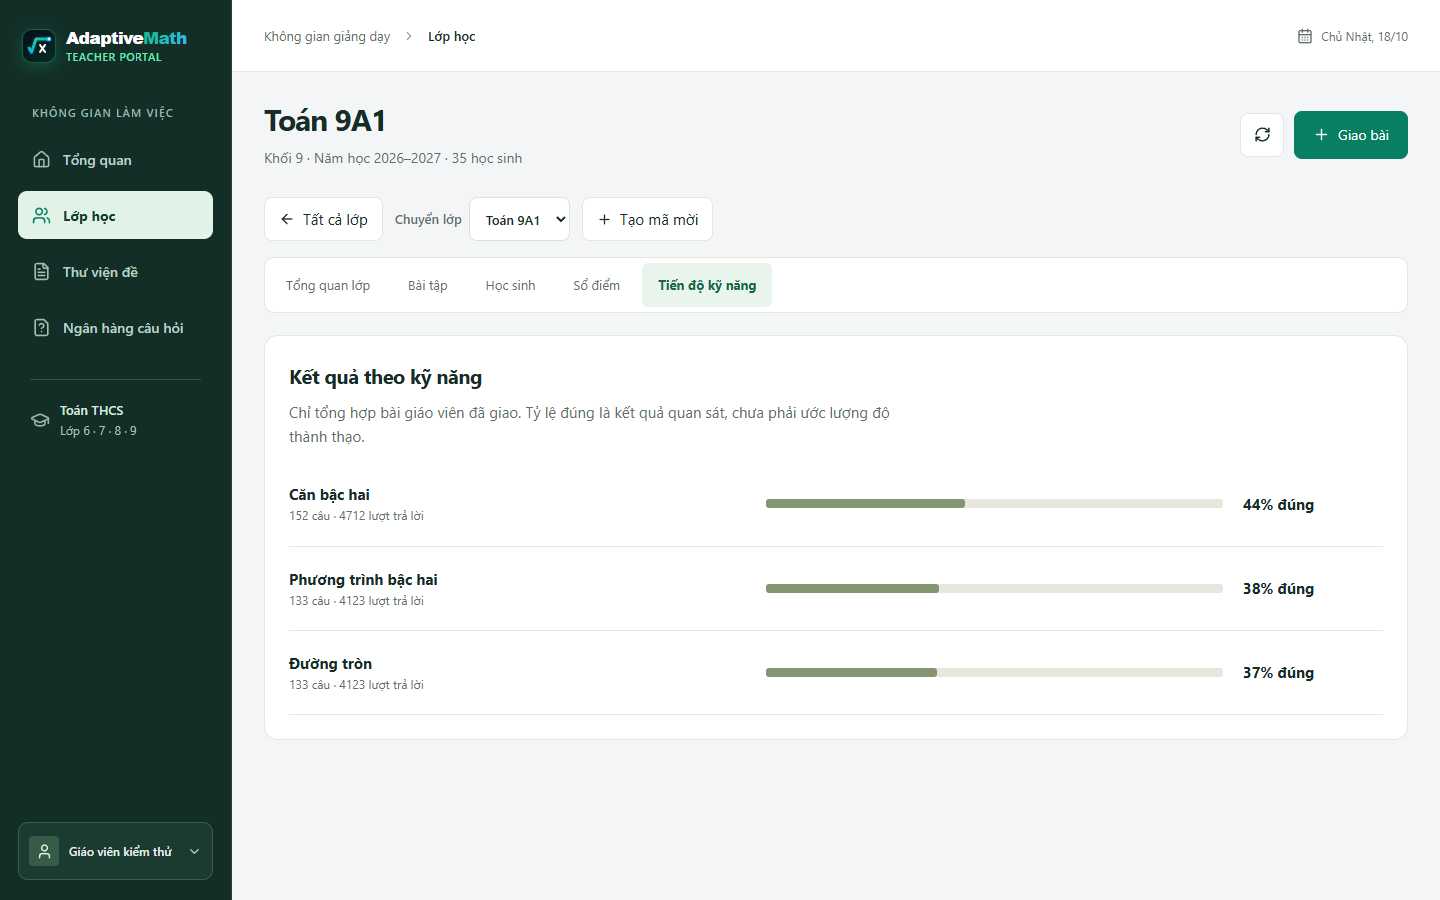 AdaptiveMath
TEACHER PORTAL
KHÔNG GIAN LÀM VIỆC
Tổng quan
Lớp học
Thư viện đề
Ngân hàng câu hỏi
Toán THCS
Lớp 6 · 7 · 8 · 9
Giáo viên kiểm thử
Không gian giảng dạy > Lớp học
Chủ Nhật, 18/10
Toán 9A1
Khối 9 · Năm học 2026–2027 · 35 học sinh
+ Giao bài
← Tất cả lớp
Chuyển lớp
Toán 9A1
+ Tạo mã mời
Tổng quan lớp
Bài tập
Học sinh
Sổ điểm
Tiến độ kỹ năng
Kết quả theo kỹ năng
Chỉ tổng hợp bài giáo viên đã giao. Tỷ lệ đúng là kết quả quan sát, chưa phải ước lượng độ
thành thạo.
Căn bậc hai
152 câu · 4712 lượt trả lời
44% đúng
Phương trình bậc hai
133 câu · 4123 lượt trả lời
38% đúng
Đường tròn
133 câu · 4123 lượt trả lời
37% đúng